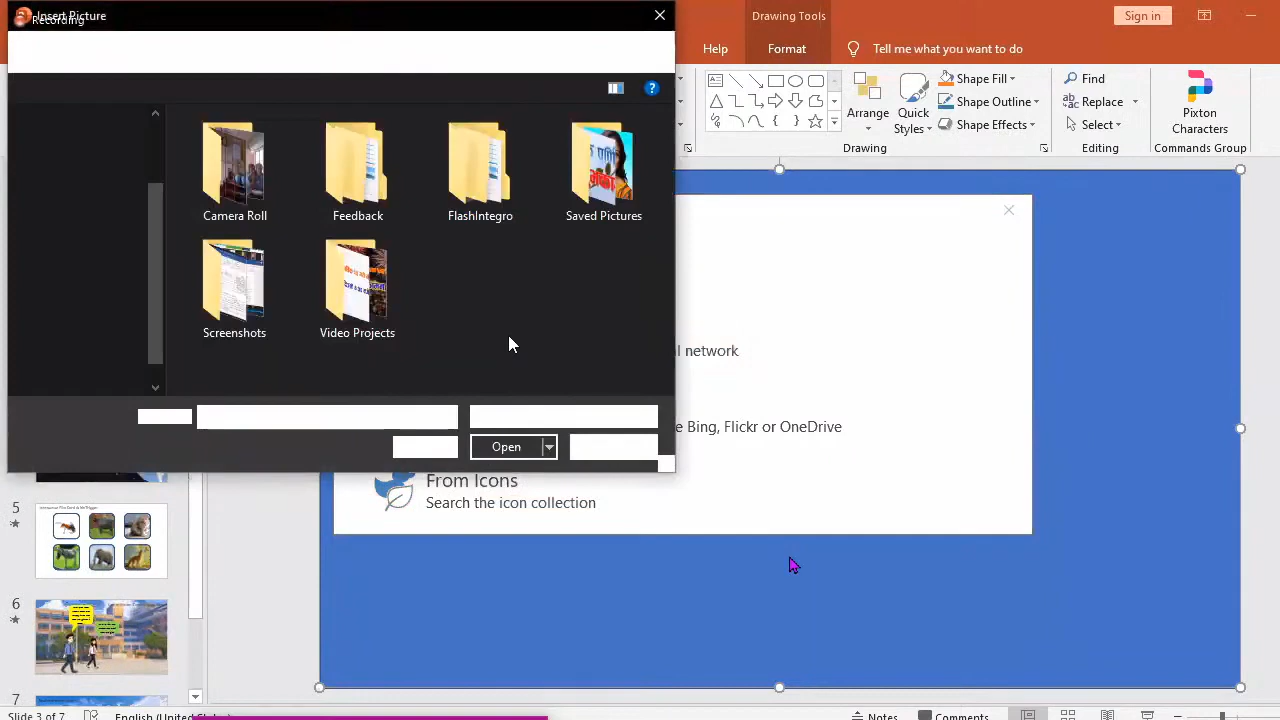 Insert Picture
Recording
Drawing Tools
Sign in
Help
Format
Tell me what you want to do
Arrange
Quick
Styles
Shape Fill
Shape Outline
Shape Effects
Drawing
Find
Replace
Select
Editing
Pixton
Characters
Commands Group
Camera Roll
Feedback
FlashIntegro
Saved Pictures
Screenshots
Video Projects
Open
l network
e Bing, Flickr or OneDrive
From Icons
Search the icon collection
5
6
7
Slide 3 of 7
English (United
Notes
Comments